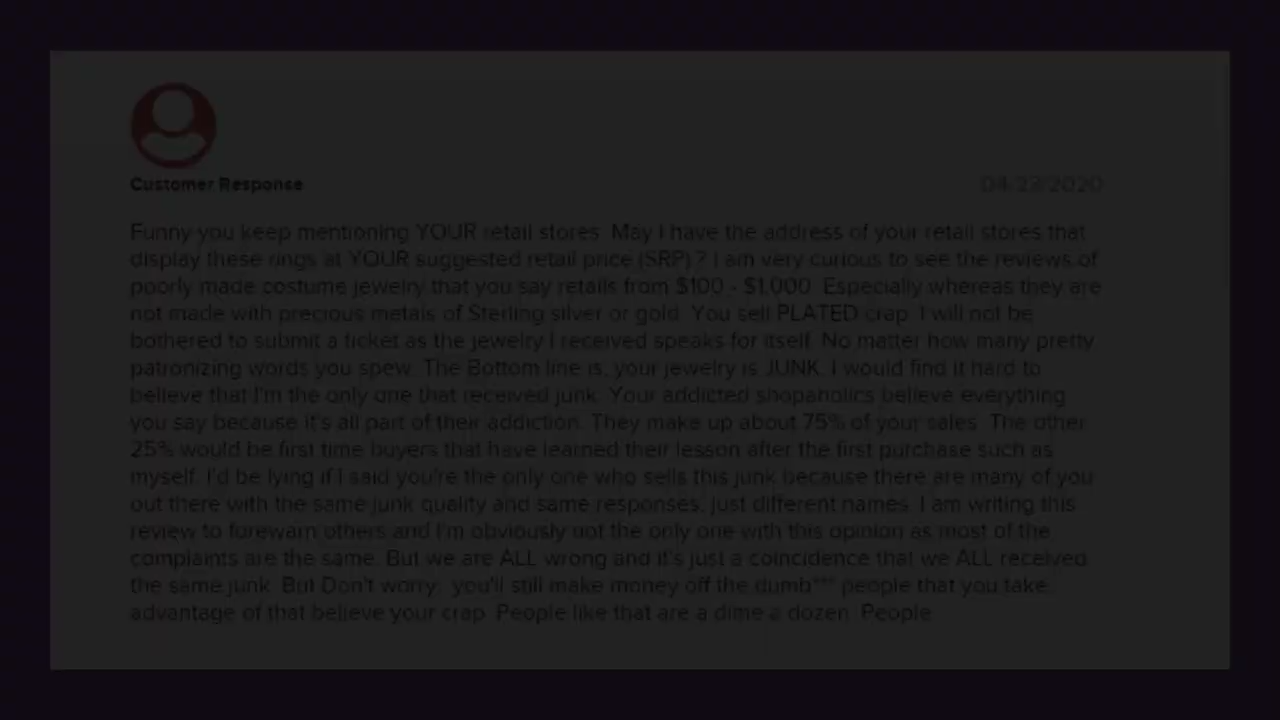 Customer Response
04/23/2020
Funny you keep mentioning YOUR retail stores. May I have the address of your retail stores that
display these rings at YOUR suggested retail price (SRP) ? I am very curious to see the reviews of
poorly made costume jewelry that you say retails from $100 - $1,000. Especially whereas they are
not made with precious metals of Sterling silver or gold. You sell PLATED crap. I will not be
bothered to submit a ticket as the jewelry I received speaks for itself. No matter how many pretty
patronizing words you spew. The Bottom line is, your jewelry is JUNK. I would find it hard to
believe that I'm the only one that received junk. Your addicted shopaholics believe everything
you say because it's all part of their addiction. They make up about 75% of your sales. The other
25% would be first time buyers that have learned their lesson after the first purchase such as
myself. I'd be lying if I said you're the only one who sells this junk because there are many of you
out there with the same junk quality and same responses, just different names. I am writing this
review to forewarn others and I'm obviously not the only one with this opinion as most of the
complaints are the same. But we are ALL wrong and it's just a coincidence that we ALL received
the same junk. But Don't worry, you'll still make money off the dumb*** people that you take
advantage of that believe your crap. People like that are a dime a dozen. People